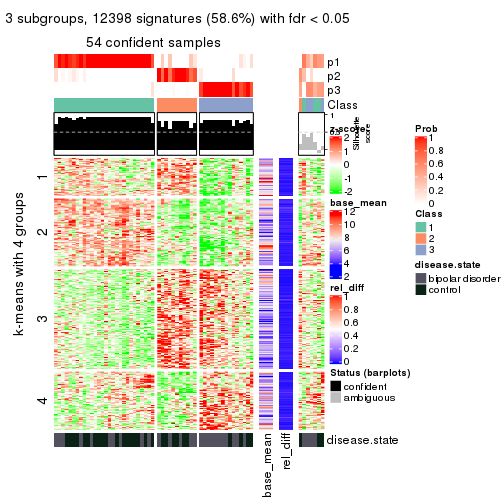 3 subgroups, 12398 signatures (58.6%) with fdr < 0.05
54 confident samples
p1
p2
p3
Class
1
0.5
0
Silhouette
score
k-means with 4 groups
1
2
3
4
base_mean
rel_diff
disease.state
z-score
2
1
0
-1
-2
base_mean
12
10
8
6
4
2
rel_diff
1
0.8
0.6
0.4
0.2
0
Status (barplots)
confident
ambiguous
Prob
1
0.8
0.6
0.4
0.2
0
Class
1
2
3
disease.state
bipolar disorder
control